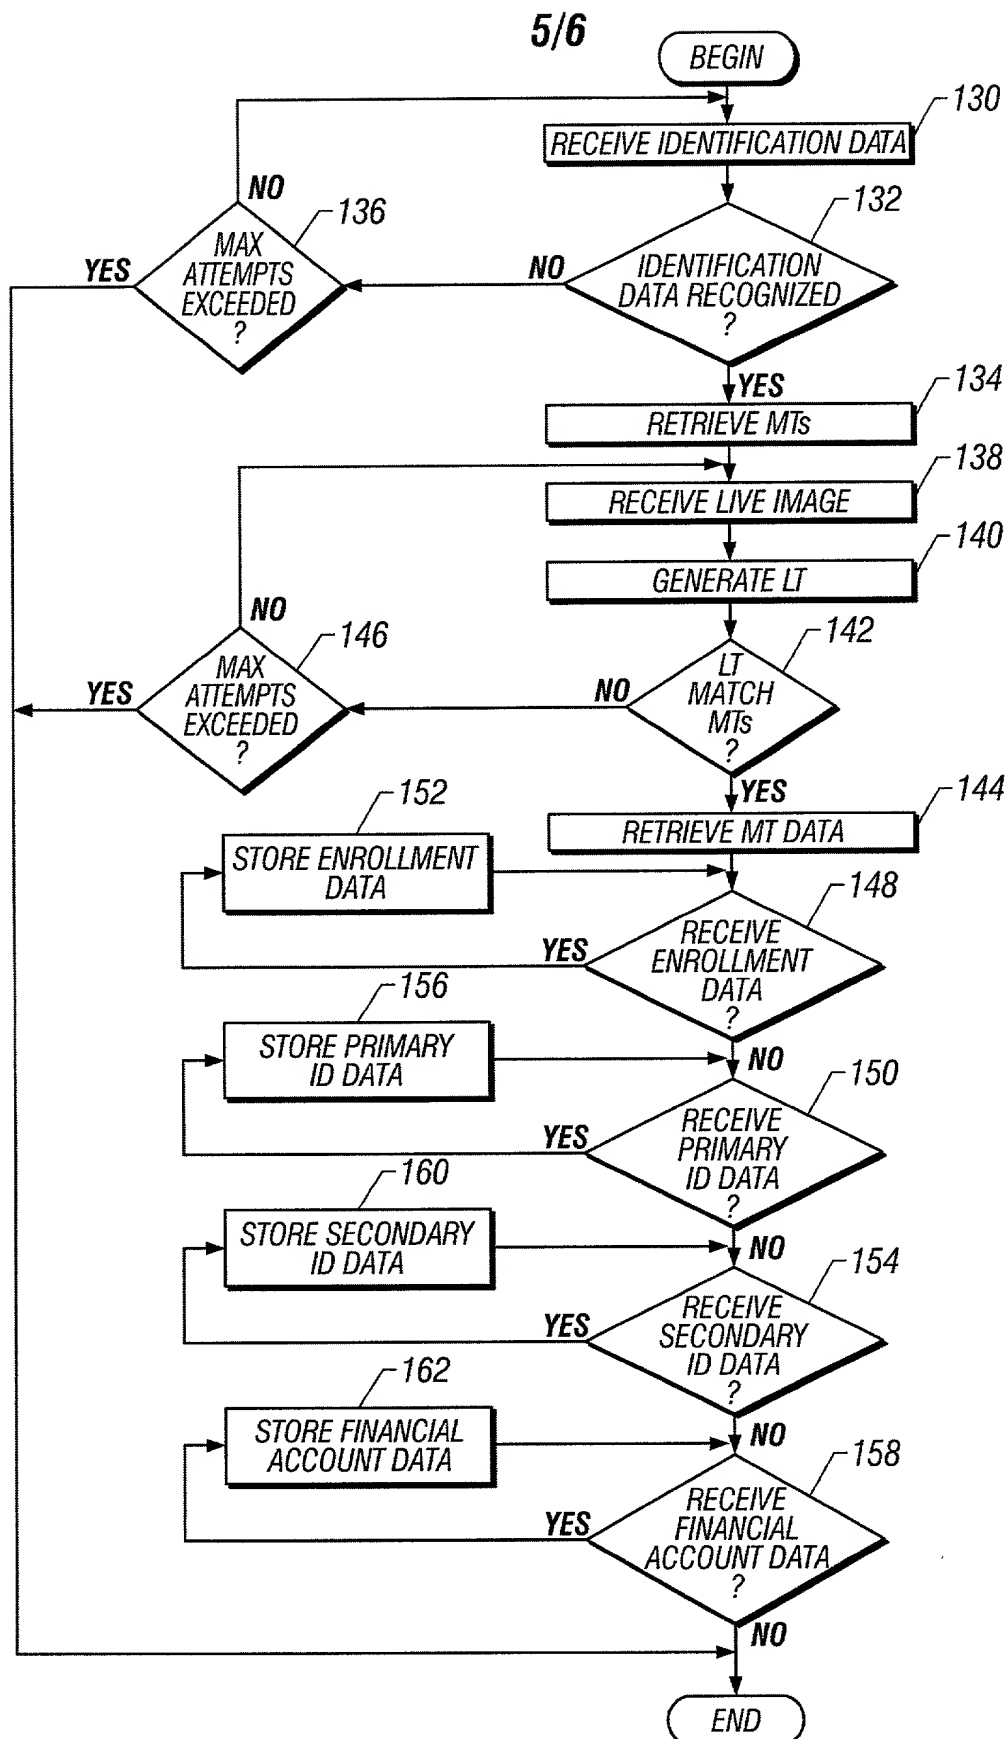 5/6
BEGIN
130
RECEIVE IDENTIFICATION DATA
NO
136
132
MAX
ATTEMPTS
EXCEEDED
?
YES
NO
IDENTIFICATION
DATA RECOGNIZED
?
YES
134
RETRIEVE MTs
138
RECEIVE LIVE IMAGE
140
GENERATE LT
NO
146
142
MAX
ATTEMPTS
EXCEEDED
?
YES
NO
LT
MATCH
MTs
?
YES
144
RETRIEVE MT DATA
152
STORE ENROLLMENT
DATA
148
YES
RECEIVE
ENROLLMENT
DATA
?
NO
156
STORE PRIMARY
ID DATA
150
YES
RECEIVE
PRIMARY
ID DATA
?
NO
160
STORE SECONDARY
ID DATA
154
YES
RECEIVE
SECONDARY
ID DATA
?
NO
162
STORE FINANCIAL
ACCOUNT DATA
158
YES
RECEIVE
FINANCIAL
ACCOUNT DATA
?
NO
END